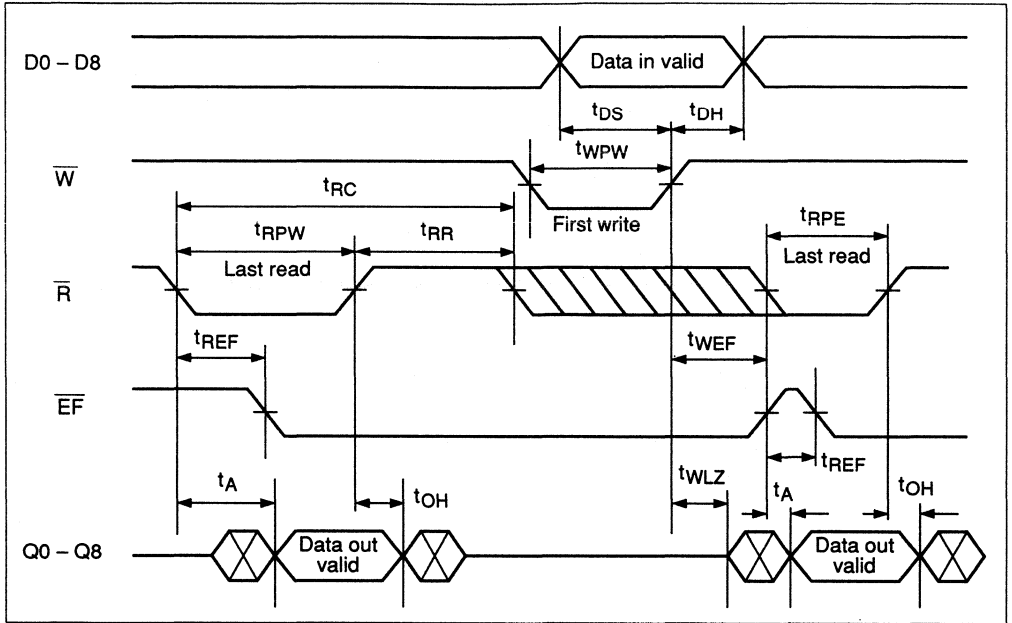 D0 – D8
Data in valid
tDS
tDH
W
tWPW
First write
tRC
tRPW
tRR
tRPE
Last read
Last read
R
tREF
tWEF
EF
tREF
tA
tOH
tWLZ
tA
tOH
Q0 – Q8
Data out
valid
Data out
valid